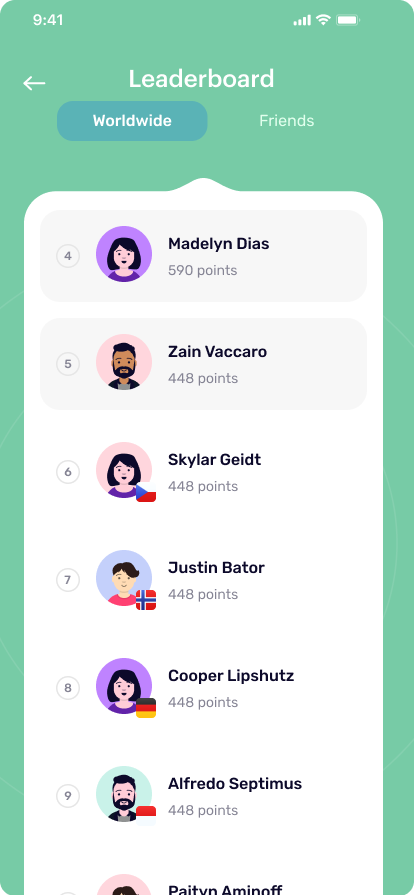 9:41
Leaderboard
Worldwide
Friends
4
Madelyn Dias
590 points
5
Zain Vaccaro
448 points
6
Skylar Geidt
448 points
7
Justin Bator
448 points
8
Cooper Lipshutz
448 points
9
Alfredo Septimus
448 points
Paityn Aminoff